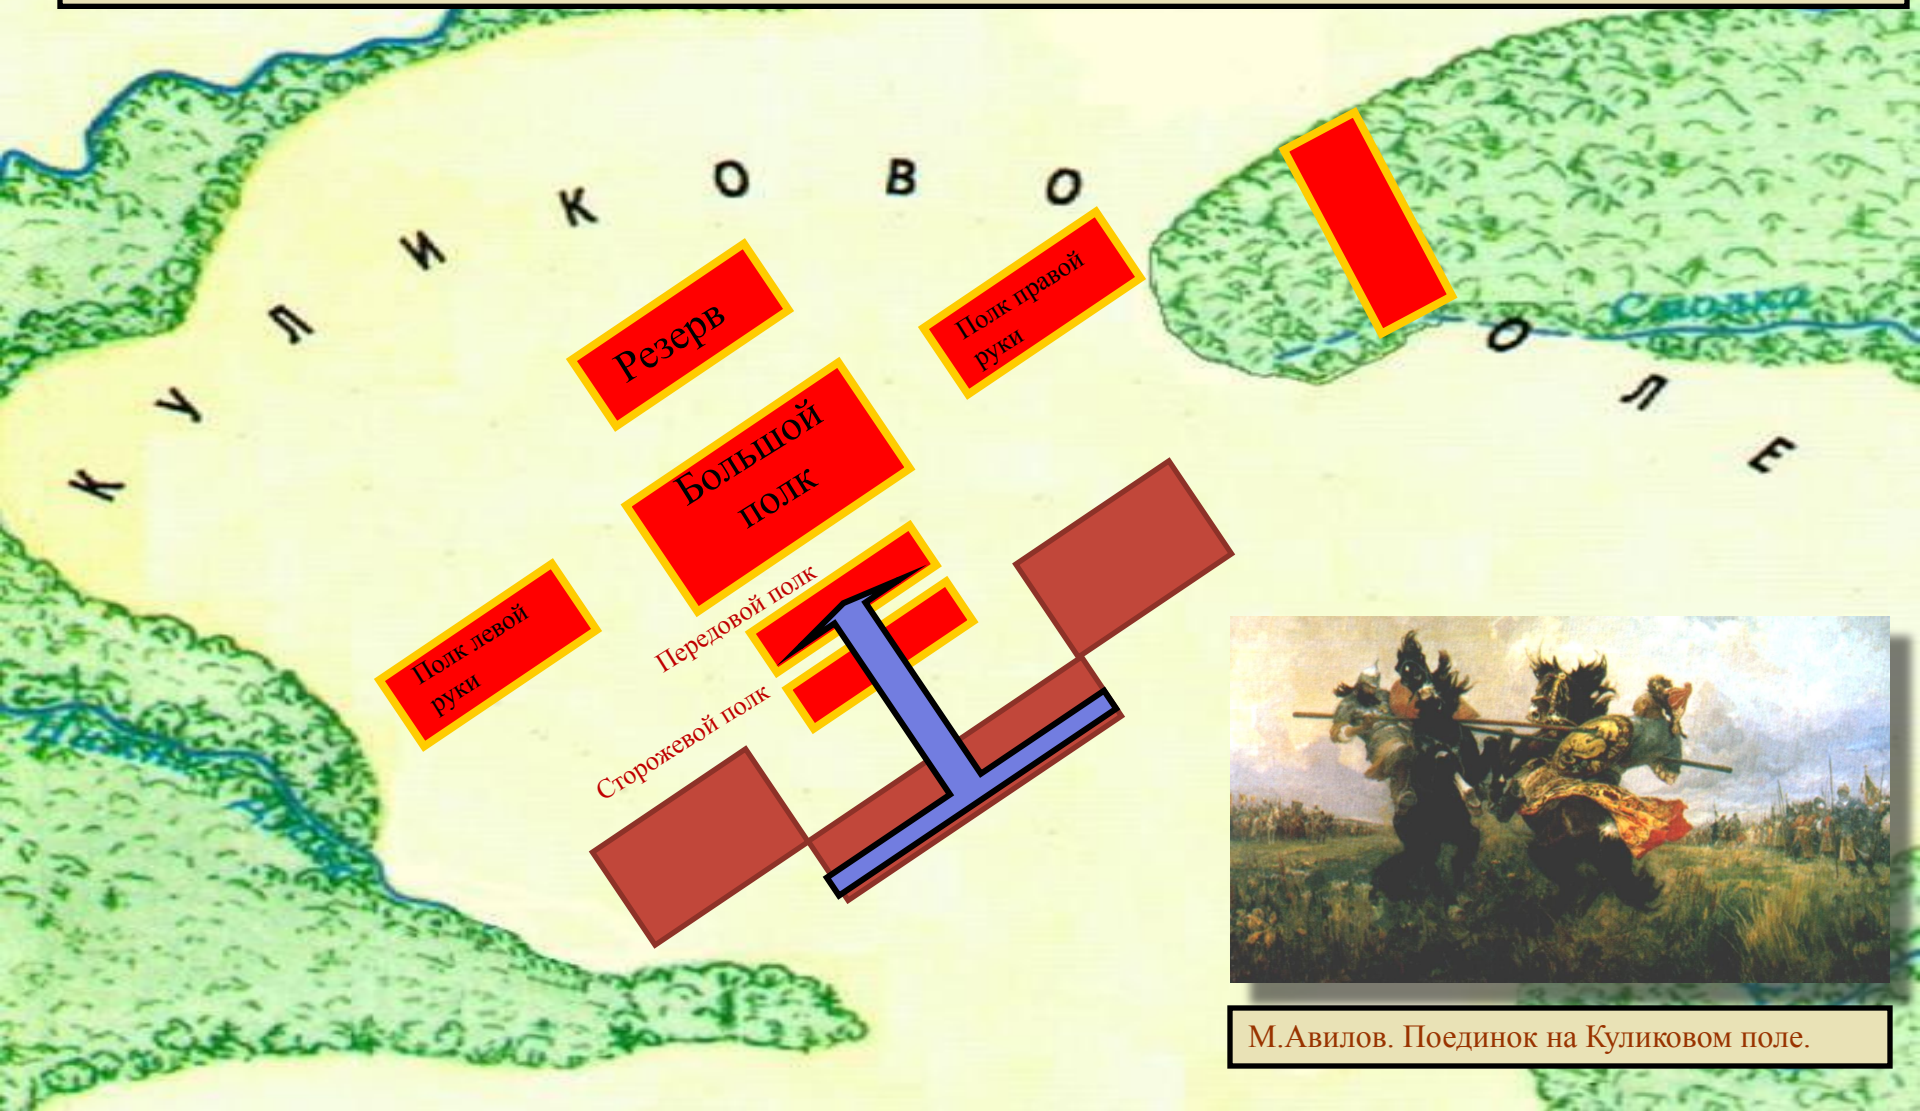 КУЛИКОВО
ПОЛЕ
Резерв
Полк правой
руки
Большой
полк
Передовой полк
Полк левой
руки
Сторожевой полк
М.Авилов. Поединок на Куликовом поле.